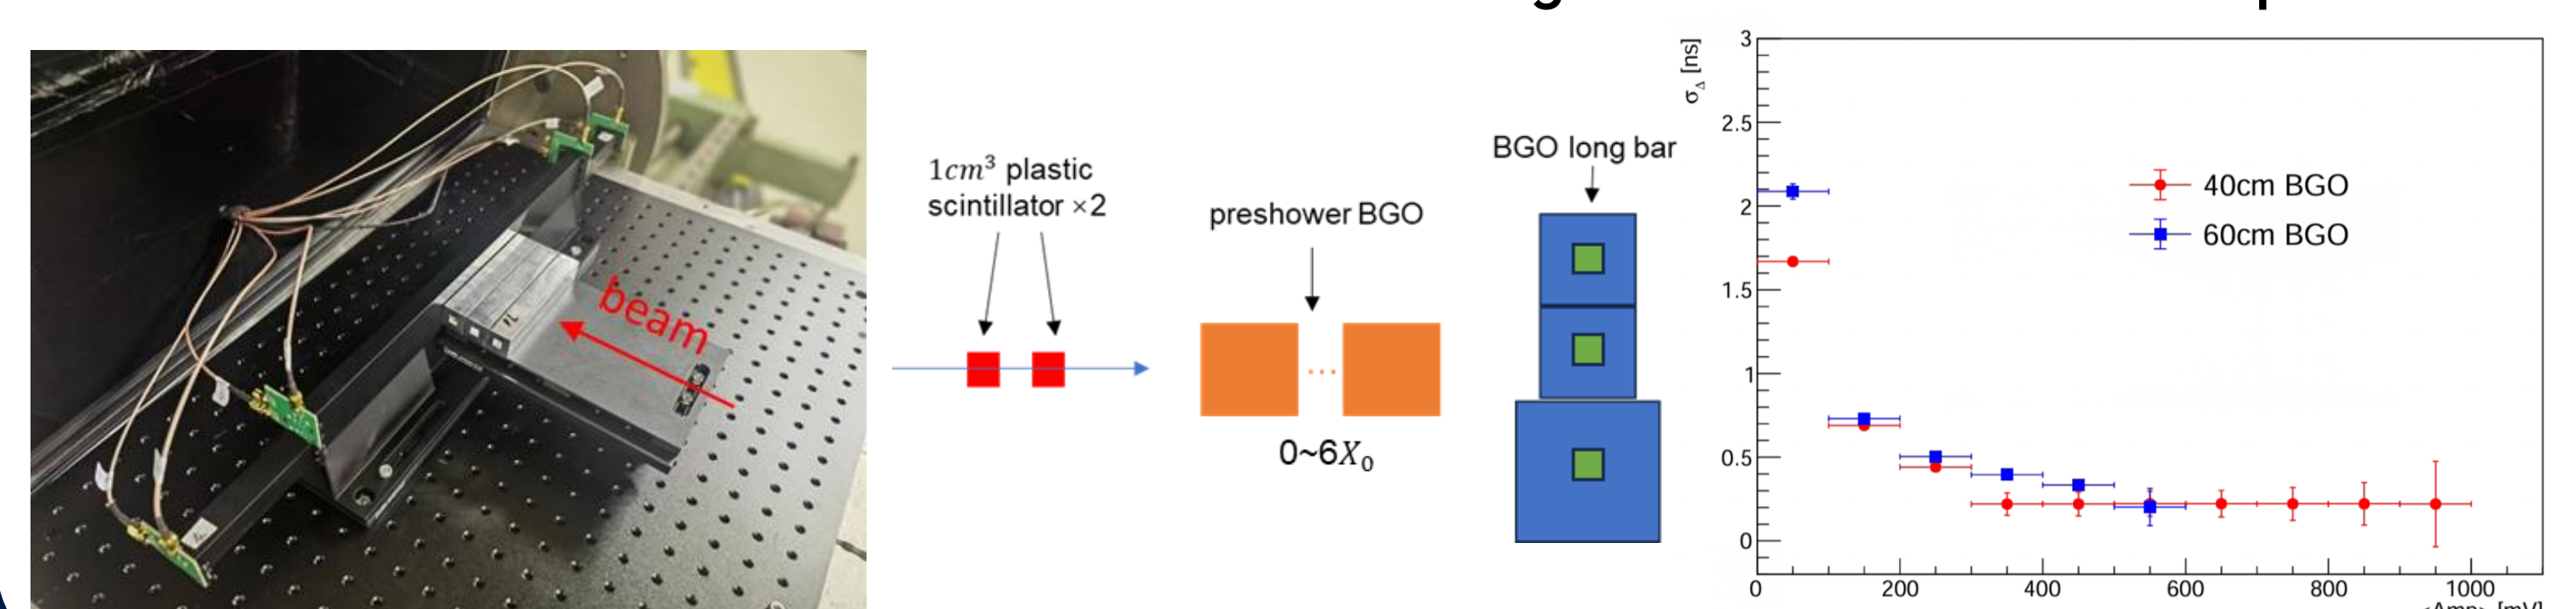 beam
1cm³ plastic
scintillator ×2
preshower BGO
0~6X₀
BGO long bar
σ_Δ [ns]
3
2.5
2
1.5
1
0.5
0
40cm BGO
60cm BGO
0 200 400 600 800 1000